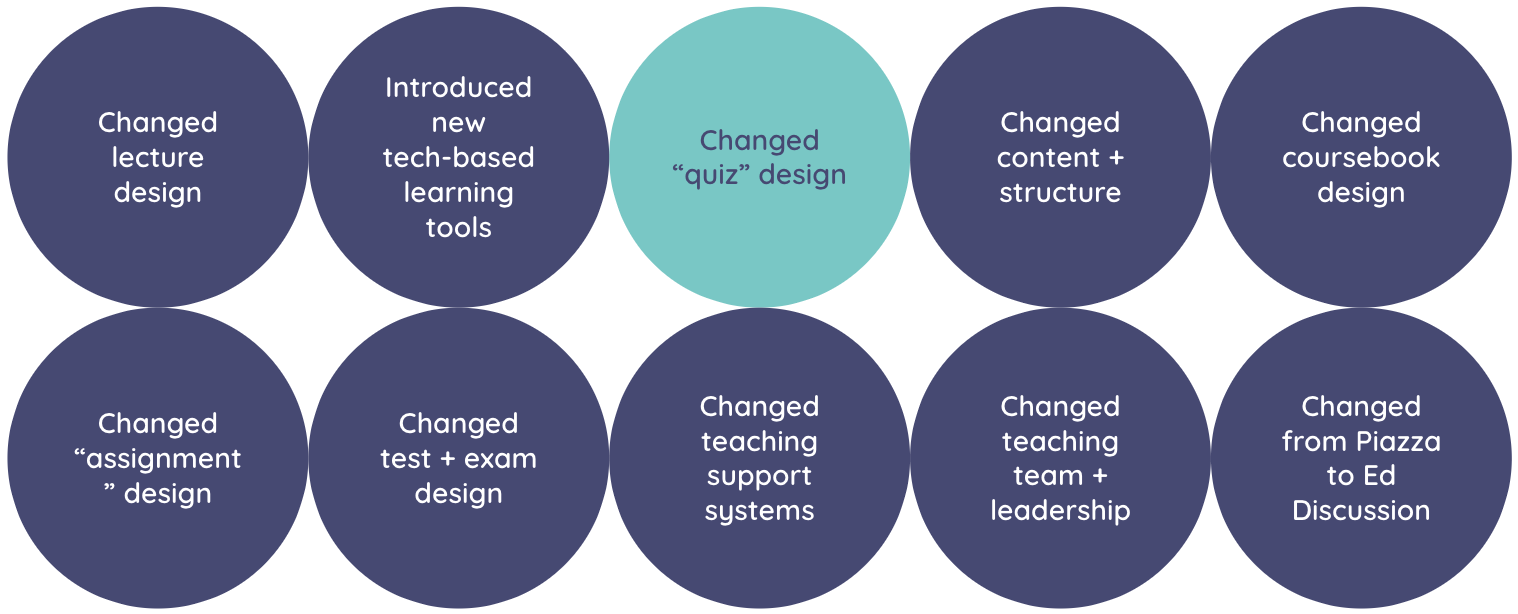 Changed
lecture
design
Introduced
new
tech-based
learning
tools
Changed
“quiz” design
Changed
content +
structure
Changed
coursebook
design
Changed
“assignment
” design
Changed
test + exam
design
Changed
teaching
support
systems
Changed
teaching
team +
leadership
Changed
from Piazza
to Ed
Discussion